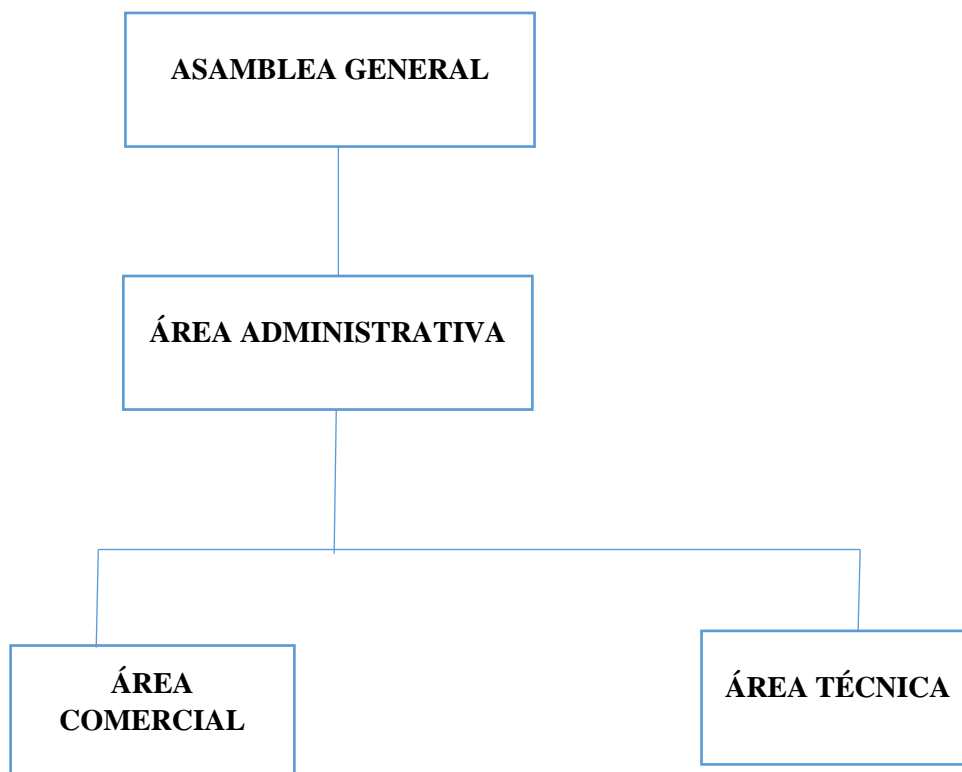 ASAMBLEA GENERAL
ÁREA ADMINISTRATIVA
ÁREA
COMERCIAL
ÁREA TÉCNICA